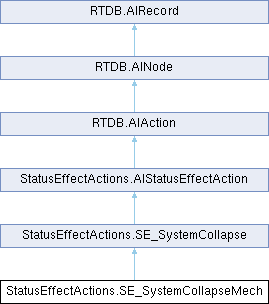 RTDB.AIRecord
RTDB.AINode
RTDB.AIAction
StatusEffectActions.AIStatusEffectAction
StatusEffectActions.SE_SystemCollapse
StatusEffectActions.SE_SystemCollapseMech